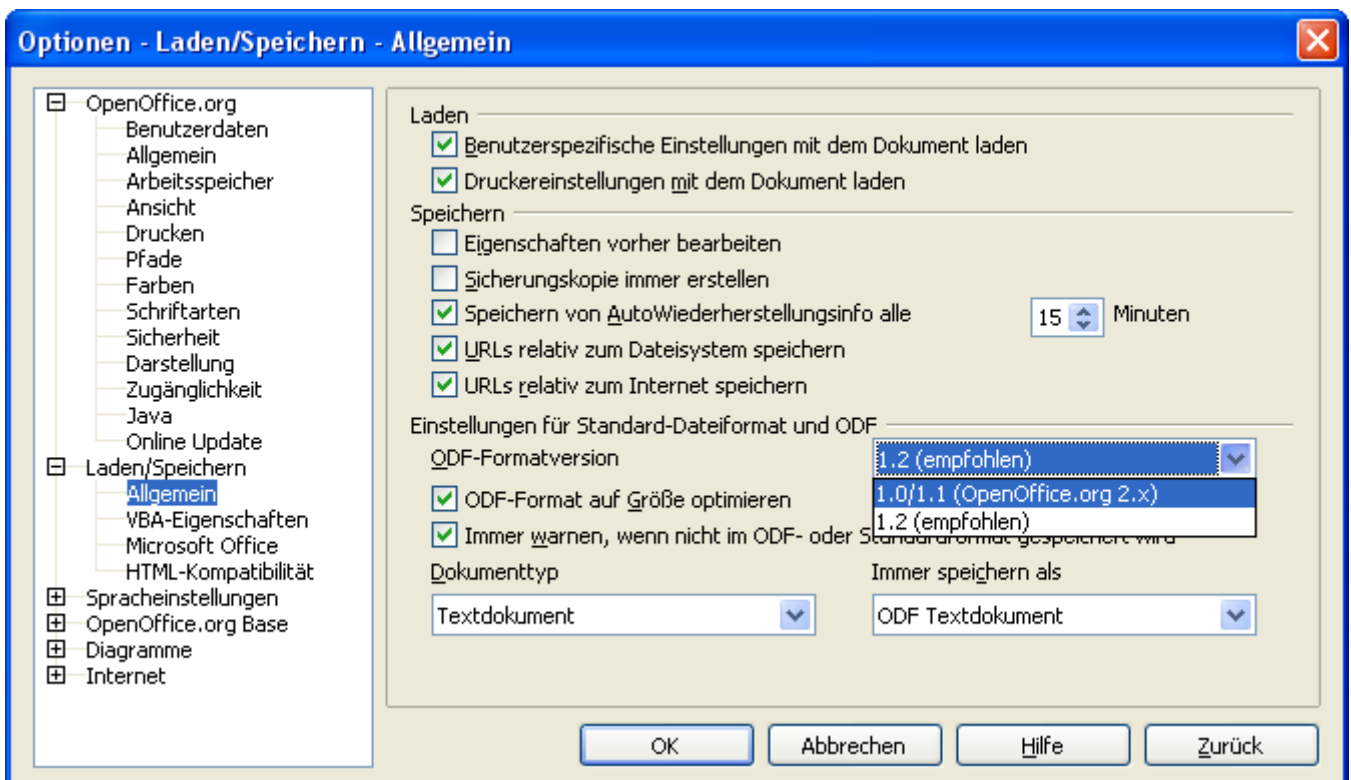 Optionen - Laden/Speichern - Allgemein
OpenOffice.org
Benutzerdaten
Allgemein
Arbeitsspeicher
Ansicht
Drucken
Pfade
Farben
Schriftarten
Sicherheit
Darstellung
Zugänglichkeit
Java
Online Update
Laden/Speichern
Allgemein
VBA-Eigenschaften
Microsoft Office
HTML-Kompatibilität
Spracheinstellungen
OpenOffice.org Base
Diagramme
Internet
Laden
Benutzerspezifische Einstellungen mit dem Dokument laden
Druckereinstellungen mit dem Dokument laden
Speichern
Eigenschaften vorher bearbeiten
Sicherungskopie immer erstellen
Speichern von AutoWiederherstellungsinfo alle 15 Minuten
URLs relativ zum Dateisystem speichern
URLs relativ zum Internet speichern
Einstellungen für Standard-Dateiformat und ODF
ODF-Formatversion 1.2 (empfohlen)
ODF-Format auf Größe optimieren 1.0/1.1 (OpenOffice.org 2.x)
1.2 (empfohlen)
Immer warnen, wenn nicht im ODF- oder Standardformat gespeichert wird
Dokumenttyp Immer speichern als
Textdokument ODF Textdokument
OK Abbrechen Hilfe Zurück